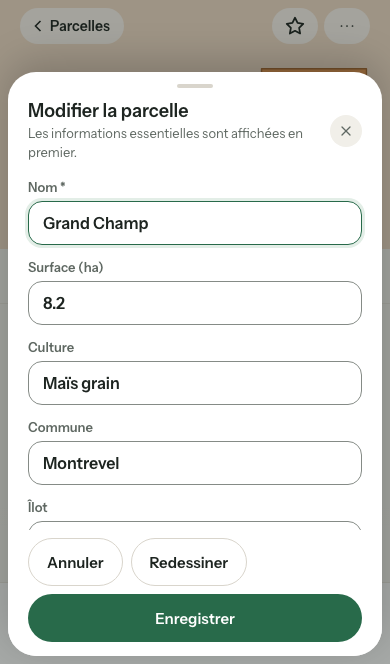 Parcelles
Modifier la parcelle
Les informations essentielles sont affichées en
premier.
Nom *
Grand Champ
Surface (ha)
8.2
Culture
Maïs grain
Commune
Montrevel
Îlot
Annuler
Redessiner
Enregistrer